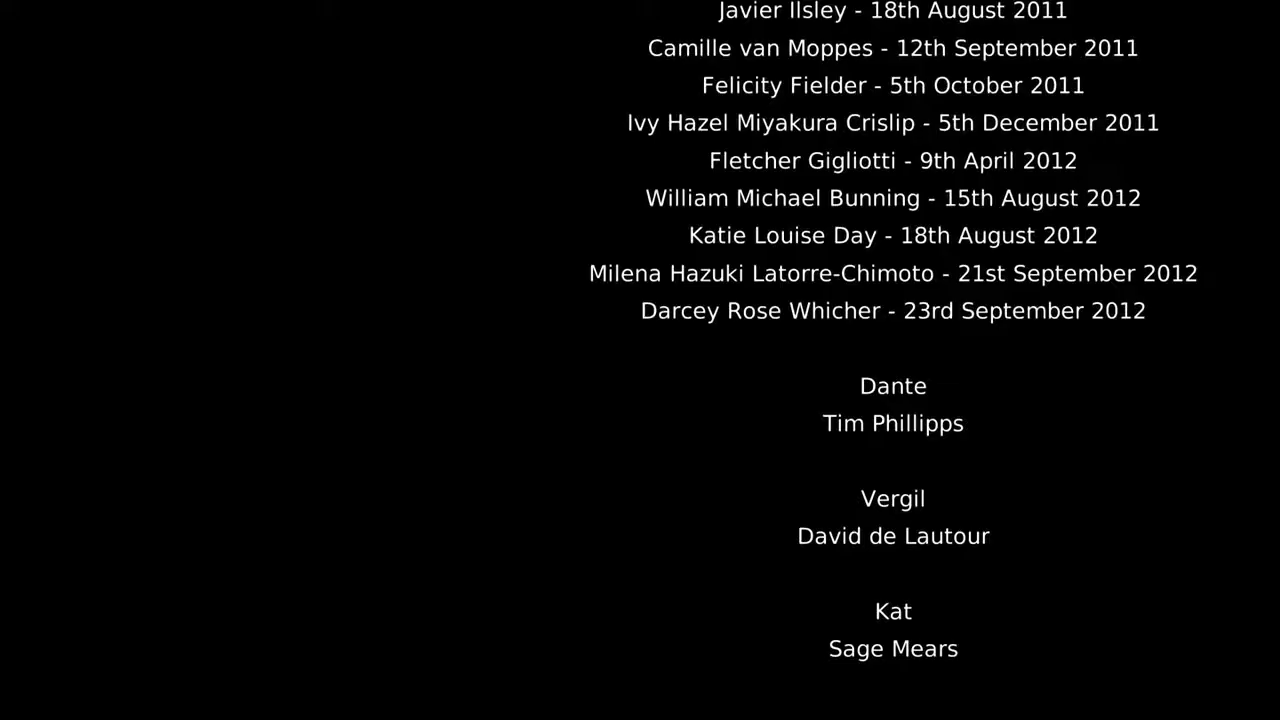 Javier Ilsley - 18th August 2011
Camille van Moppes - 12th September 2011
Felicity Fielder - 5th October 2011
Ivy Hazel Miyakura Crislip - 5th December 2011
Fletcher Gigliotti - 9th April 2012
William Michael Bunning - 15th August 2012
Katie Louise Day - 18th August 2012
Milena Hazuki Latorre-Chimoto - 21st September 2012
Darcey Rose Whicher - 23rd September 2012
Dante
Tim Phillipps
Vergil
David de Lautour
Kat
Sage Mears